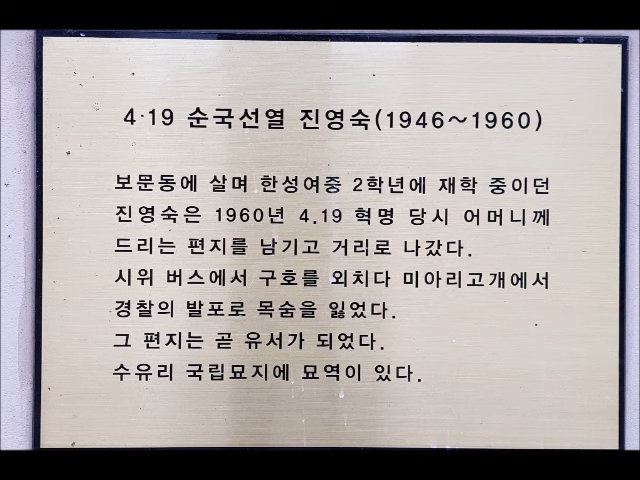 4·19 순국선열 진영숙(1946~1960)
보문동에 살며 한성여중 2학년에 재학 중이던
진영숙은 1960년 4.19 혁명 당시 어머니께
드리는 편지를 남기고 거리로 나갔다.
시위 버스에서 구호를 외치다 미아리고개에서
경찰의 발포로 목숨을 잃었다.
그 편지는 곧 유서가 되었다.
수유리 국립묘지에 묘역이 있다.